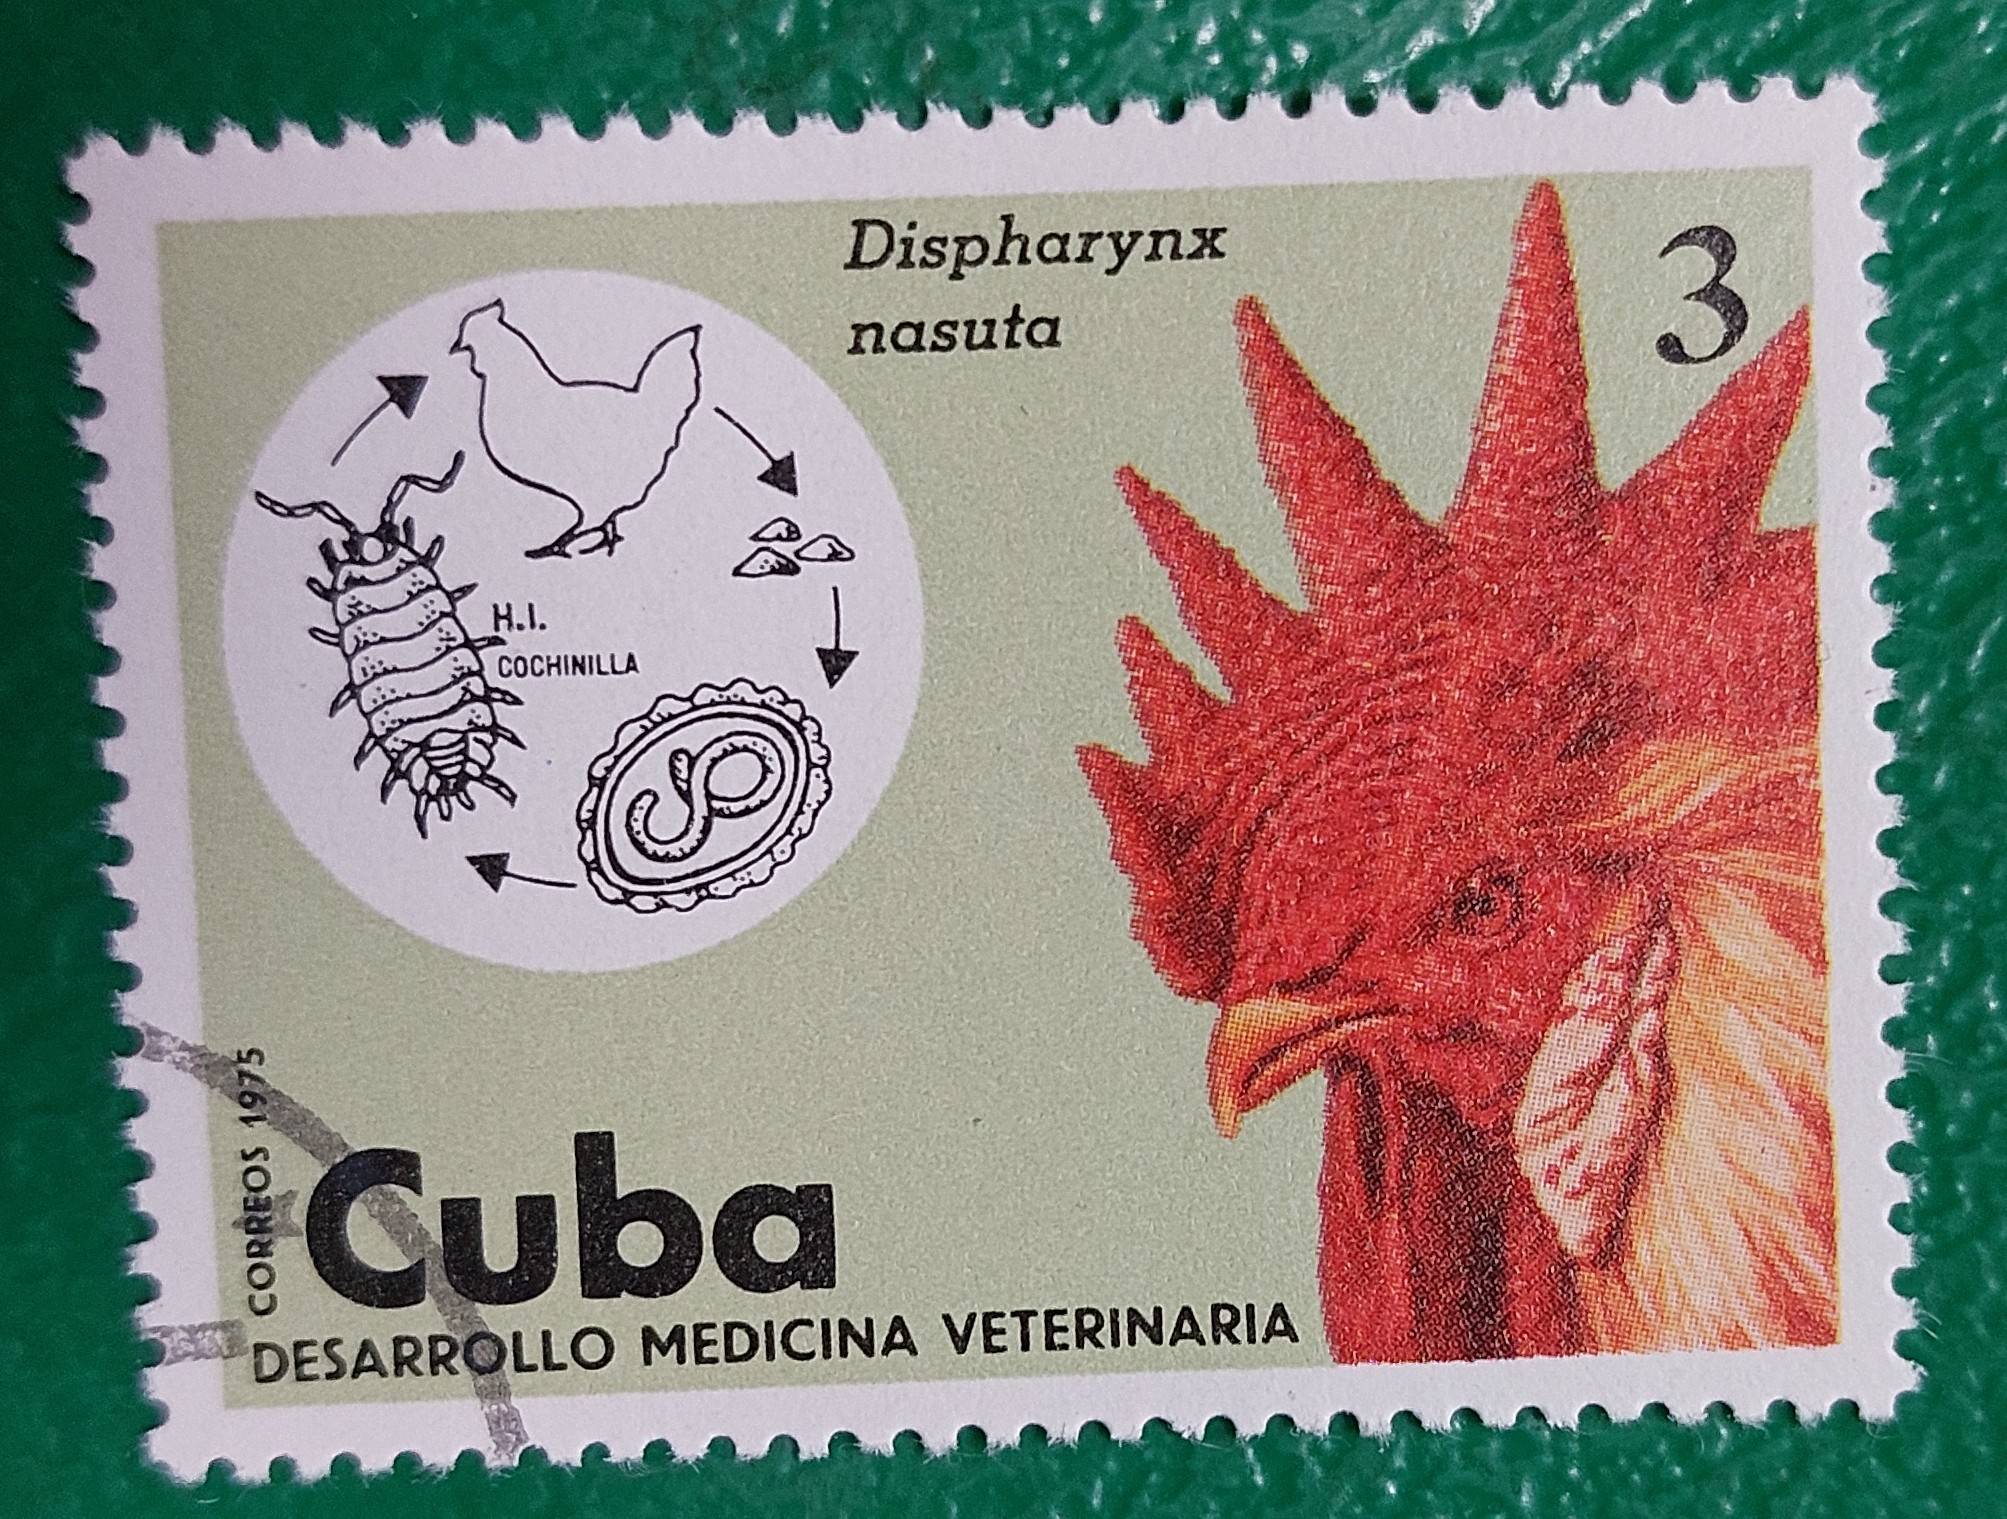 Dispharynx
nasuta
3
H.I.
COCHINILLA
CORREOS 1975
Cuba
DESARROLLO MEDICINA VETERINARIA